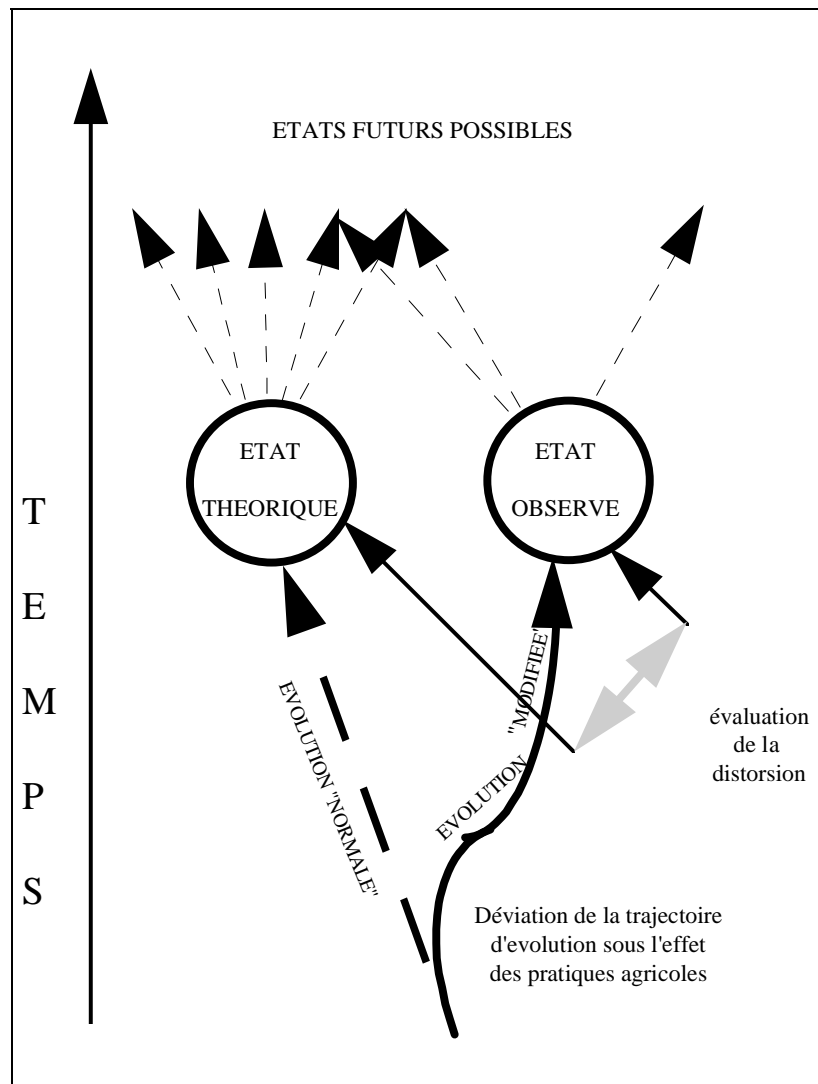 ETATS FUTURS POSSIBLES
ETAT
THEORIQUE
ETAT
OBSERVE
TEMPS
EVOLUTION "NORMALE"
EVOLUTION "MODIFIEE"
évaluation
de la
distorsion
Déviation de la trajectoire
d'evolution sous l'effet
des pratiques agricoles